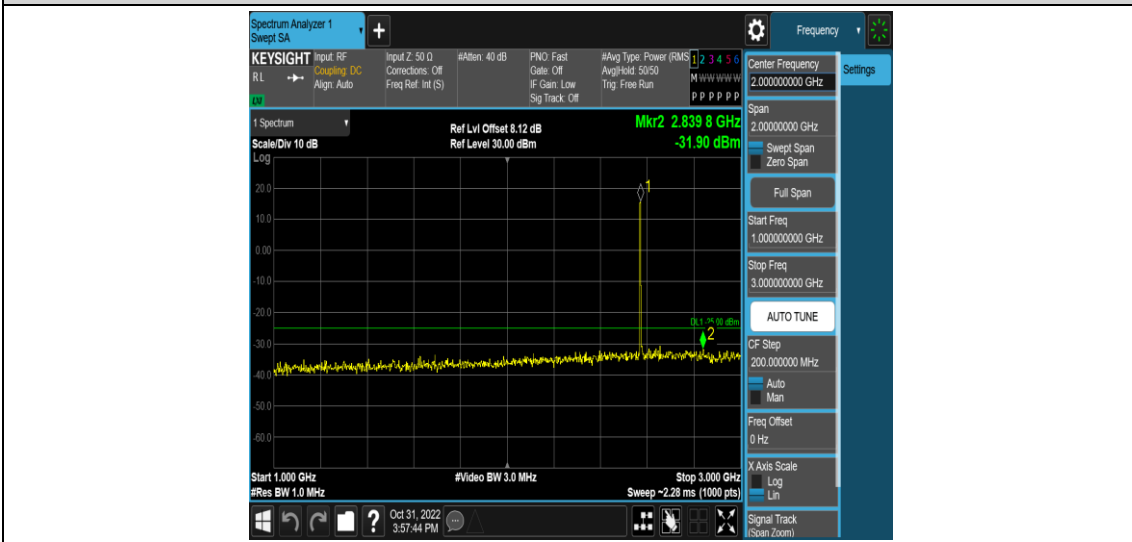 Spectrum Analyzer 1
Swept SA
+
Frequency
KEYSIGHT
RL
LXI
Input: RF
Coupling: DC
Align: Auto
Input Z: 50 Ω
Corrections: Off
Freq Ref: Int (S)
#Atten: 40 dB
PNO: Fast
Gate: Off
IF Gain: Low
Sig Track: Off
#Avg Type: Power (RMS
Avg|Hold: 50/50
Trig: Free Run
1 2 3 4 5 6
M W W W W W
P P P P P P
1 Spectrum
Scale/Div 10 dB
Log
Ref Lvl Offset 8.12 dB
Ref Level 30.00 dBm
Mkr2 2.839 8 GHz
-31.90 dBm
20.0
10.0
0.00
-10.0
-20.0
-30.0
-40.0
-50.0
-60.0
1
DL1 -25.00 dBm
2
Start 1.000 GHz
#Res BW 1.0 MHz
#Video BW 3.0 MHz
Stop 3.000 GHz
Sweep ~2.28 ms (1000 pts)
?
Oct 31, 2022
3:57:44 PM
Center Frequency
2.000000000 GHz
Settings
Span
2.00000000 GHz
Swept Span
Zero Span
Full Span
Start Freq
1.000000000 GHz
Stop Freq
3.000000000 GHz
AUTO TUNE
CF Step
200.000000 MHz
Auto
Man
Freq Offset
0 Hz
X Axis Scale
Log
Lin
Signal Track
(Span Zoom)